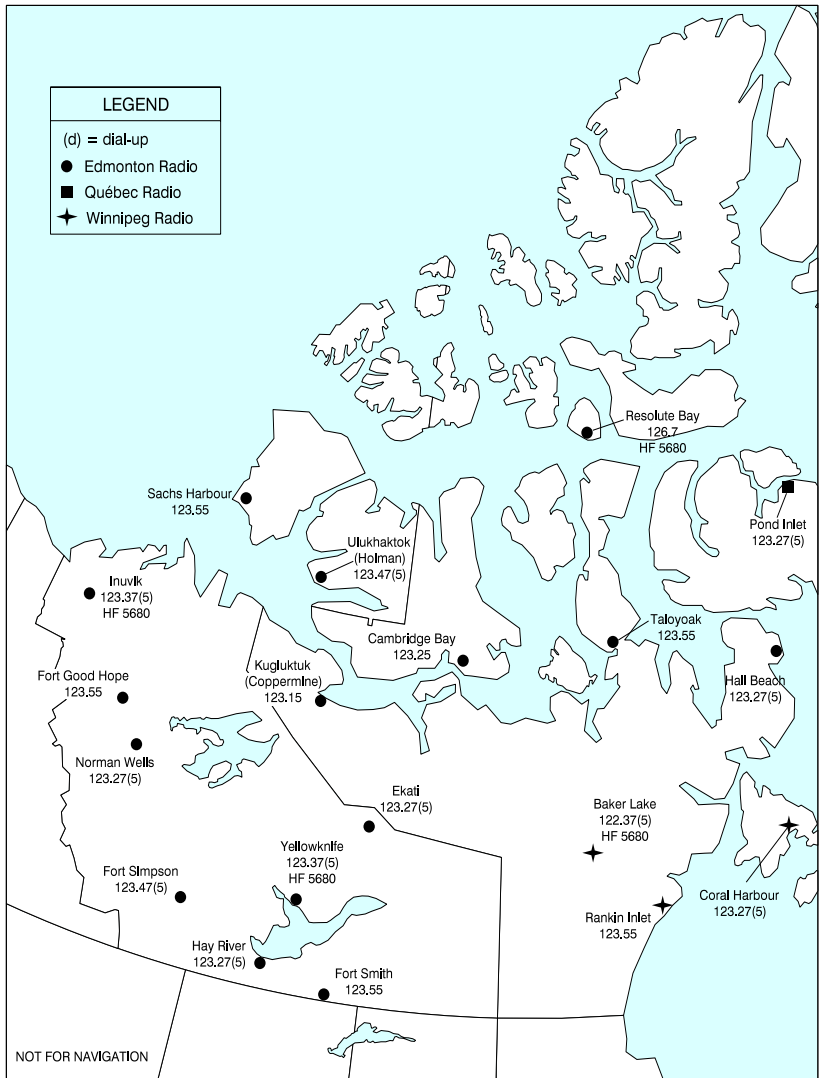 LEGEND
(d) = dial-up
Edmonton Radio
Québec Radio
Winnipeg Radio
Resolute Bay
126.7
HF 5680
Sachs Harbour
123.55
Pond Inlet
123.27(5)
Ulukhaktok
(Holman)
123.47(5)
Inuvik
123.37(5)
HF 5680
Taloyoak
123.55
Cambridge Bay
123.25
Kugluktuk
(Coppermine)
123.15
Fort Good Hope
123.55
Hall Beach
123.27(5)
Norman Wells
123.27(5)
Ekati
123.27(5)
Baker Lake
122.37(5)
HF 5680
Yellowknife
123.37(5)
HF 5680
Fort Simpson
123.47(5)
Coral Harbour
123.27(5)
Rankin Inlet
123.55
Hay River
123.27(5)
Fort Smith
123.55
NOT FOR NAVIGATION